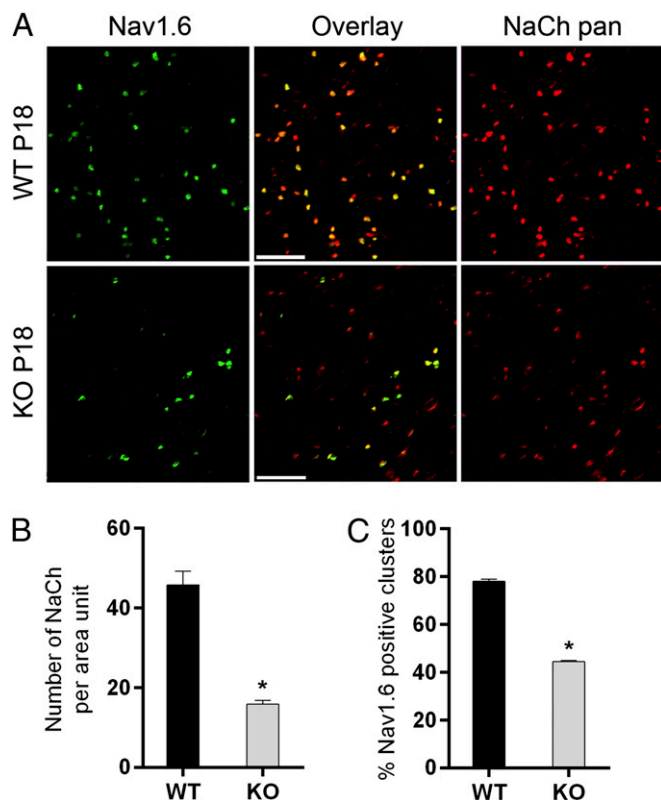 A
Nav1.6
Overlay
NaCh pan
WT P18
KO P18
B
Number of NaCh
per area unit
60
40
20
0
*
WT
KO
C
% Nav1.6 positive clusters
100
80
60
40
20
0
*
WT
KO